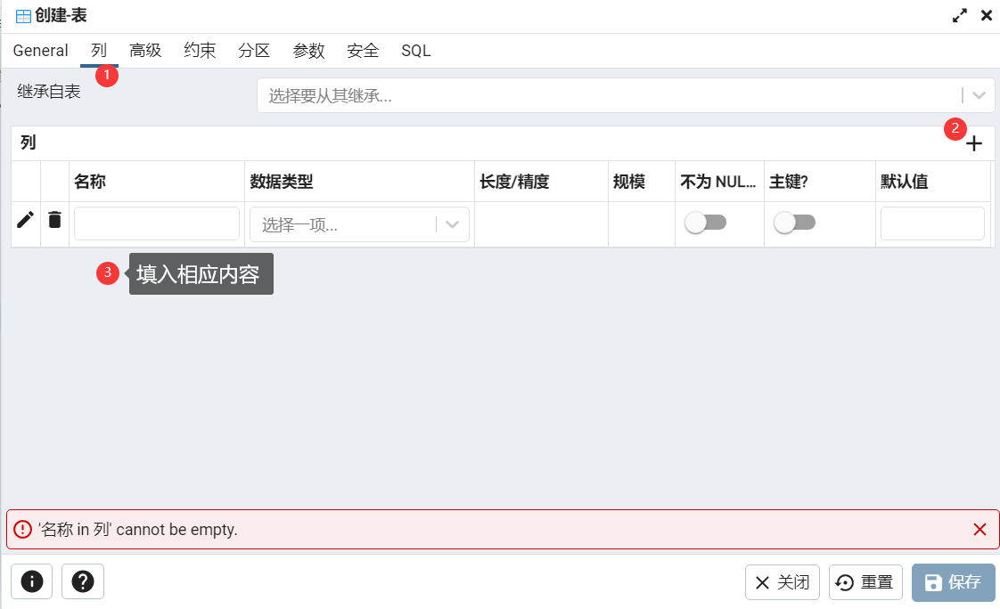 创建-表
General 列 高级 约束 分区 参数 安全 SQL
1
继承自表 选择要从其继承...
2
列
名称 数据类型 长度/精度 规模 不为 NUL... 主键? 默认值
选择一项...
3 填入相应内容
'名称 in 列' cannot be empty.
关闭 重置 保存